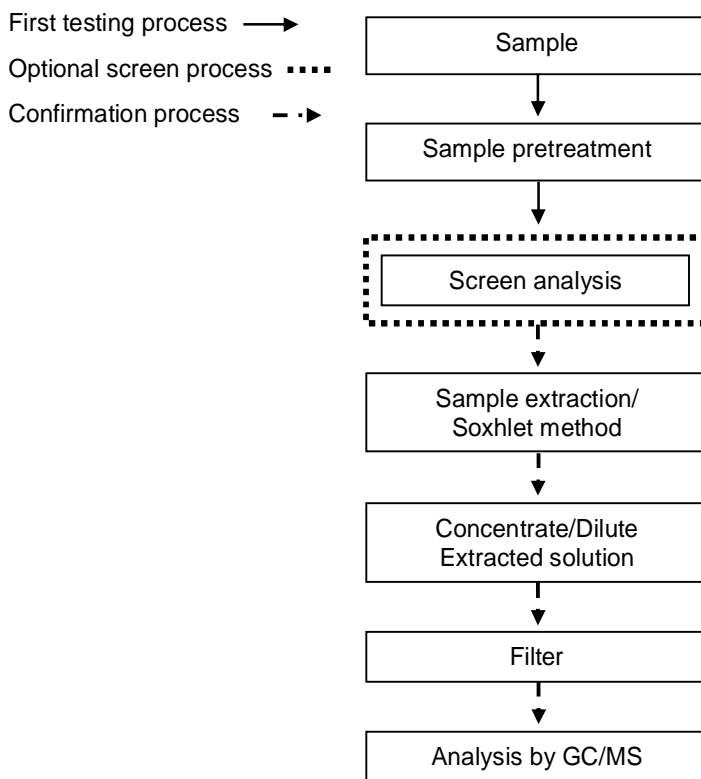 First testing process
Optional screen process
Confirmation process
Sample
Sample pretreatment
Screen analysis
Sample extraction/
Soxhlet method
Concentrate/Dilute
Extracted solution
Filter
Analysis by GC/MS